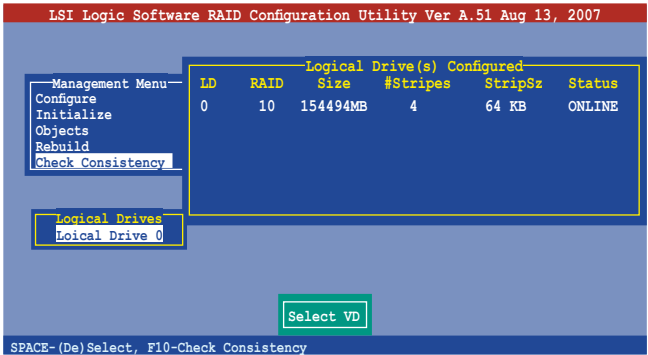 LSI Logic Software RAID Configuration Utility Ver A.51 Aug 13, 2007
Logical Drive(s) Configured
LD RAID Size #Stripes StripSz Status
0 10 154494MB 4 64 KB ONLINE
Management Menu
Configure
Initialize
Objects
Rebuild
Check Consistency
Logical Drives
Loical Drive 0
Select VD
SPACE-(De)Select, F10-Check Consistency